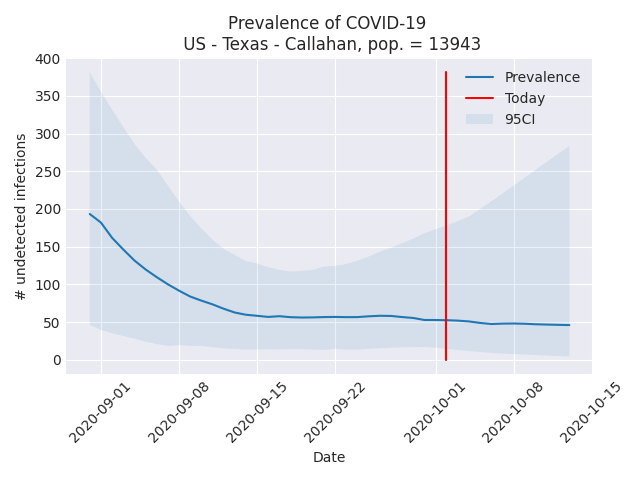 Prevalence of COVID-19
US - Texas - Callahan, pop. = 13943
# undetected infections
400
350
300
250
200
150
100
50
0
Prevalence
Today
95CI
2020-09-01
2020-09-08
2020-09-15
2020-09-22
2020-10-01
2020-10-08
2020-10-15
Date